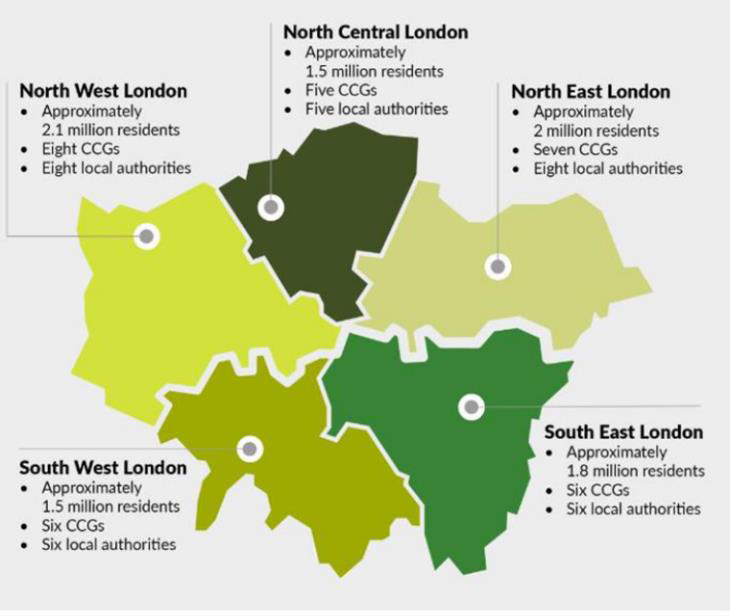 North Central London
• Approximately
1.5 million residents
• Five CCGs
• Five local authorities
North West London
• Approximately
2.1 million residents
• Eight CCGs
• Eight local authorities
North East London
• Approximately
2 million residents
• Seven CCGs
• Eight local authorities
South East London
• Approximately
1.8 million residents
• Six CCGs
• Six local authorities
South West London
• Approximately
1.5 million residents
• Six CCGs
• Six local authorities